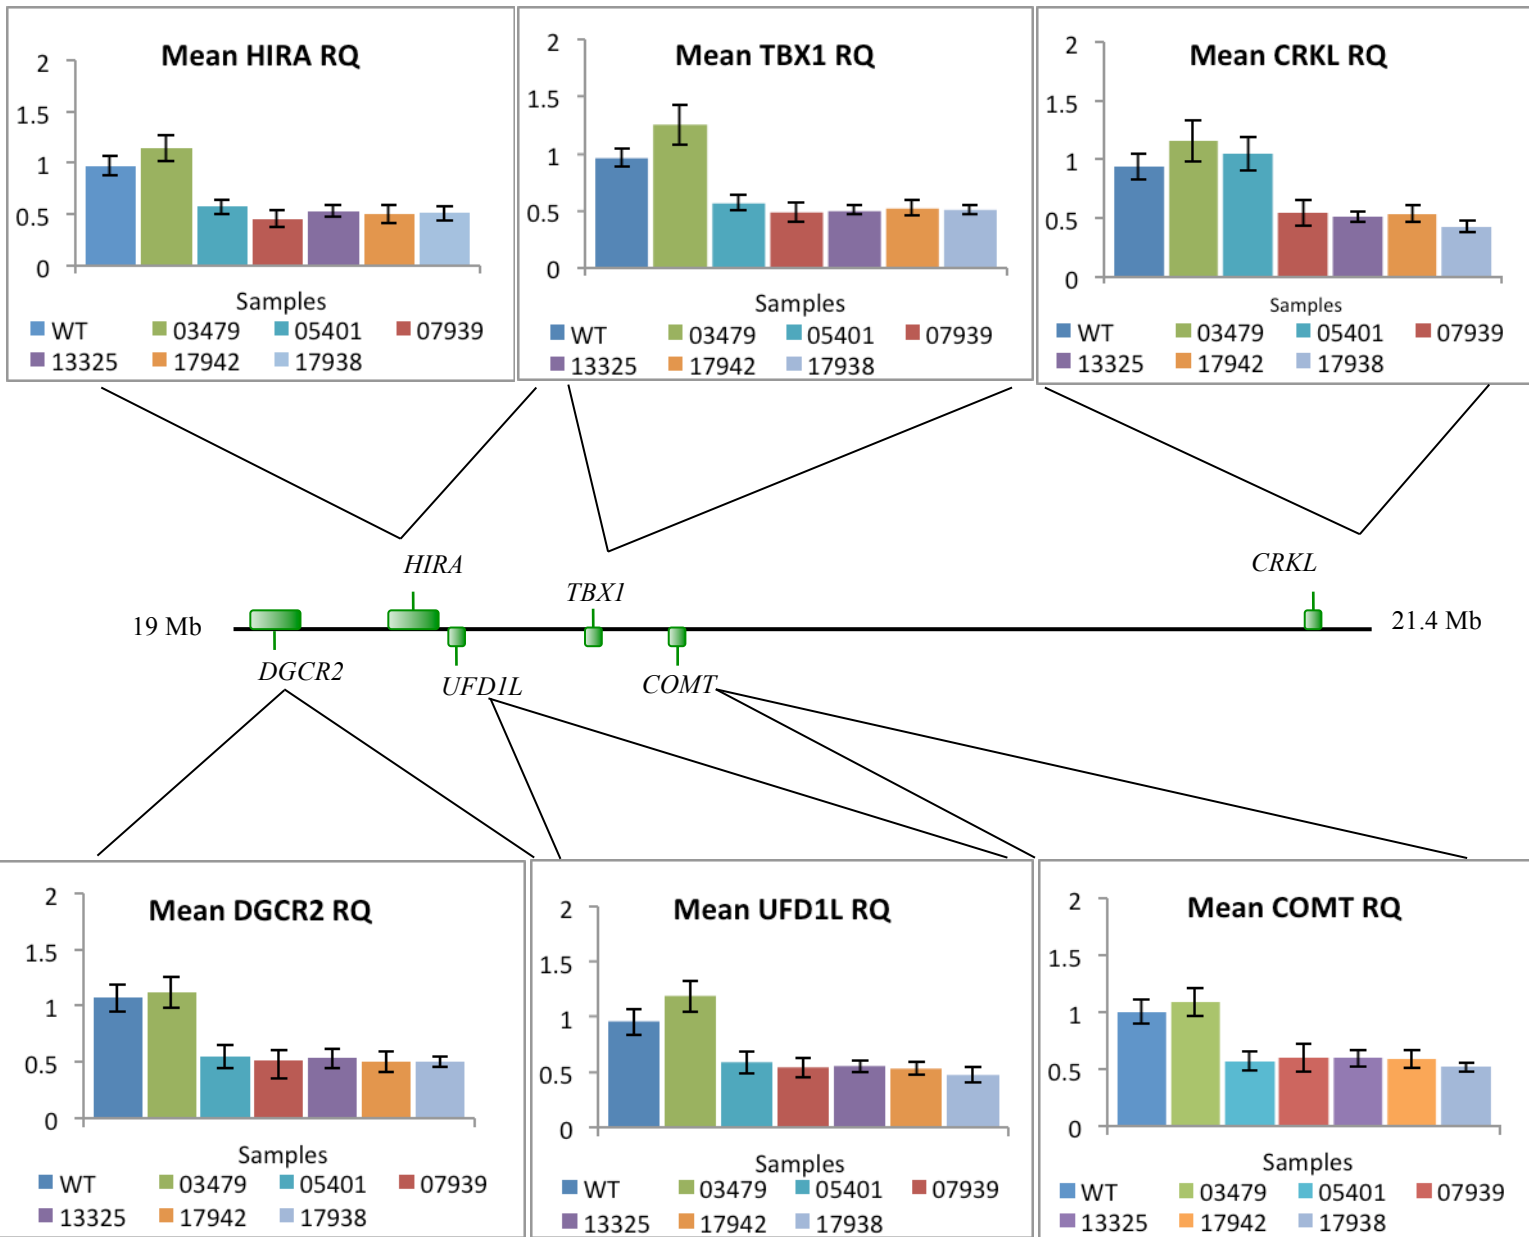 Mean HIRA RQ
2
1.5
1
0.5
0
Samples
WT 03479 05401 07939
13325 17942 17938
Mean TBX1 RQ
2
1.5
1
0.5
0
Samples
WT 03479 05401 07939
13325 17942 17938
Mean CRKL RQ
2
1.5
1
0.5
0
Samples
WT 03479 05401 07939
13325 17942 17938
HIRA
TBX1
CRKL
19 Mb
21.4 Mb
DGCR2
UFD1L
COMT
Mean DGCR2 RQ
2
1.5
1
0.5
0
Samples
WT 03479 05401 07939
13325 17942 17938
Mean UFD1L RQ
2
1.5
1
0.5
0
Samples
WT 03479 05401 07939
13325 17942 17938
Mean COMT RQ
2
1.5
1
0.5
0
Samples
WT 03479 05401 07939
13325 17942 17938